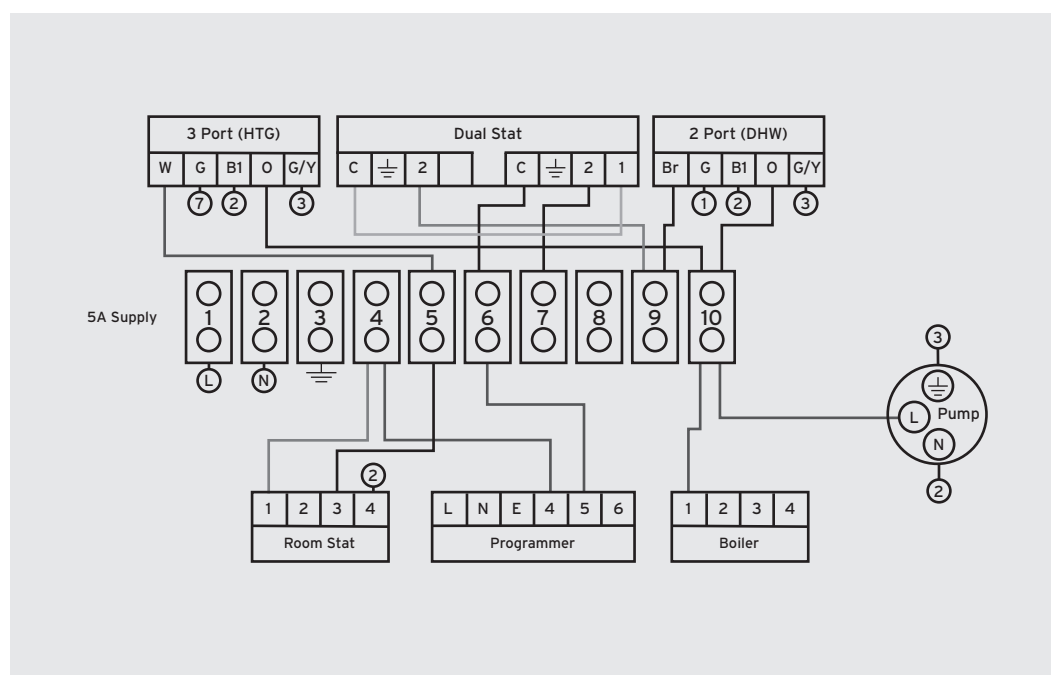 3 Port (HTG) Dual Stat 2 Port (DHW)
W G B1 O G/Y C 2 C 2 1 Br G B1 O G/Y
7 2 3 1 2 3
5A Supply 1 2 3 4 5 6 7 8 9 10
L N
3
L Pump
N
2
2
1 2 3 4 L N E 4 5 6 1 2 3 4
Room Stat Programmer Boiler